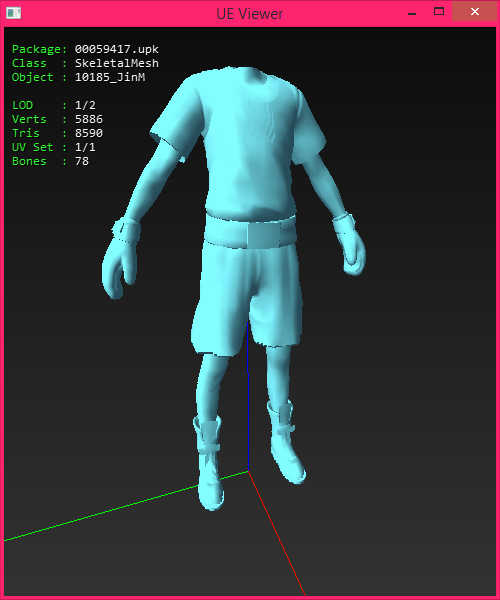 UE Viewer
Package: 00059417.upk
Class  : SkeletalMesh
Object : 10185_JinM
LOD    : 1/2
Verts  : 5886
Tris   : 8590
UV Set : 1/1
Bones  : 78